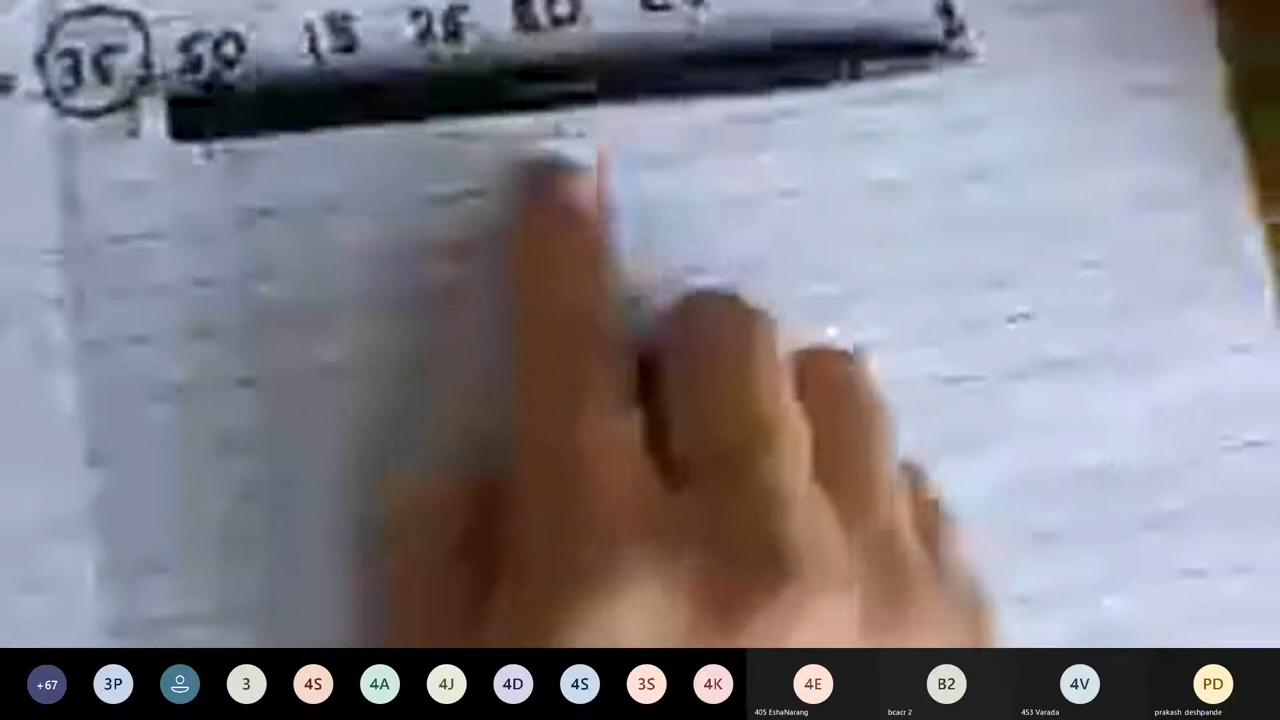 = 35 50 15 25 80
+67 3P 3 4S 4A 4J 4D 4S 3S 4K 4E B2 4V PD
405 EshaNarang bcacr 2 453 Varada prakash deshpande